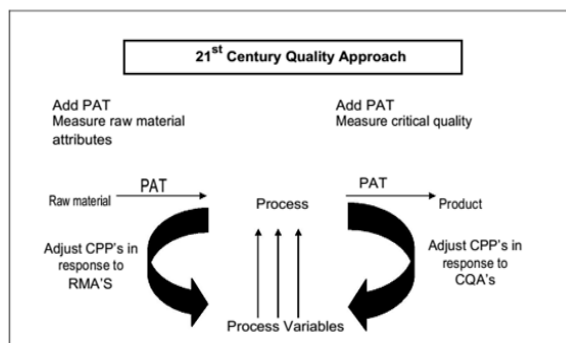 21st Century Quality Approach
Add PAT
Measure raw material
attributes
Add PAT
Measure critical quality
PAT
PAT
Raw material
Process
Product
Adjust CPP's in
response to
RMA'S
Adjust CPP's in
response to
CQA's
Process Variables